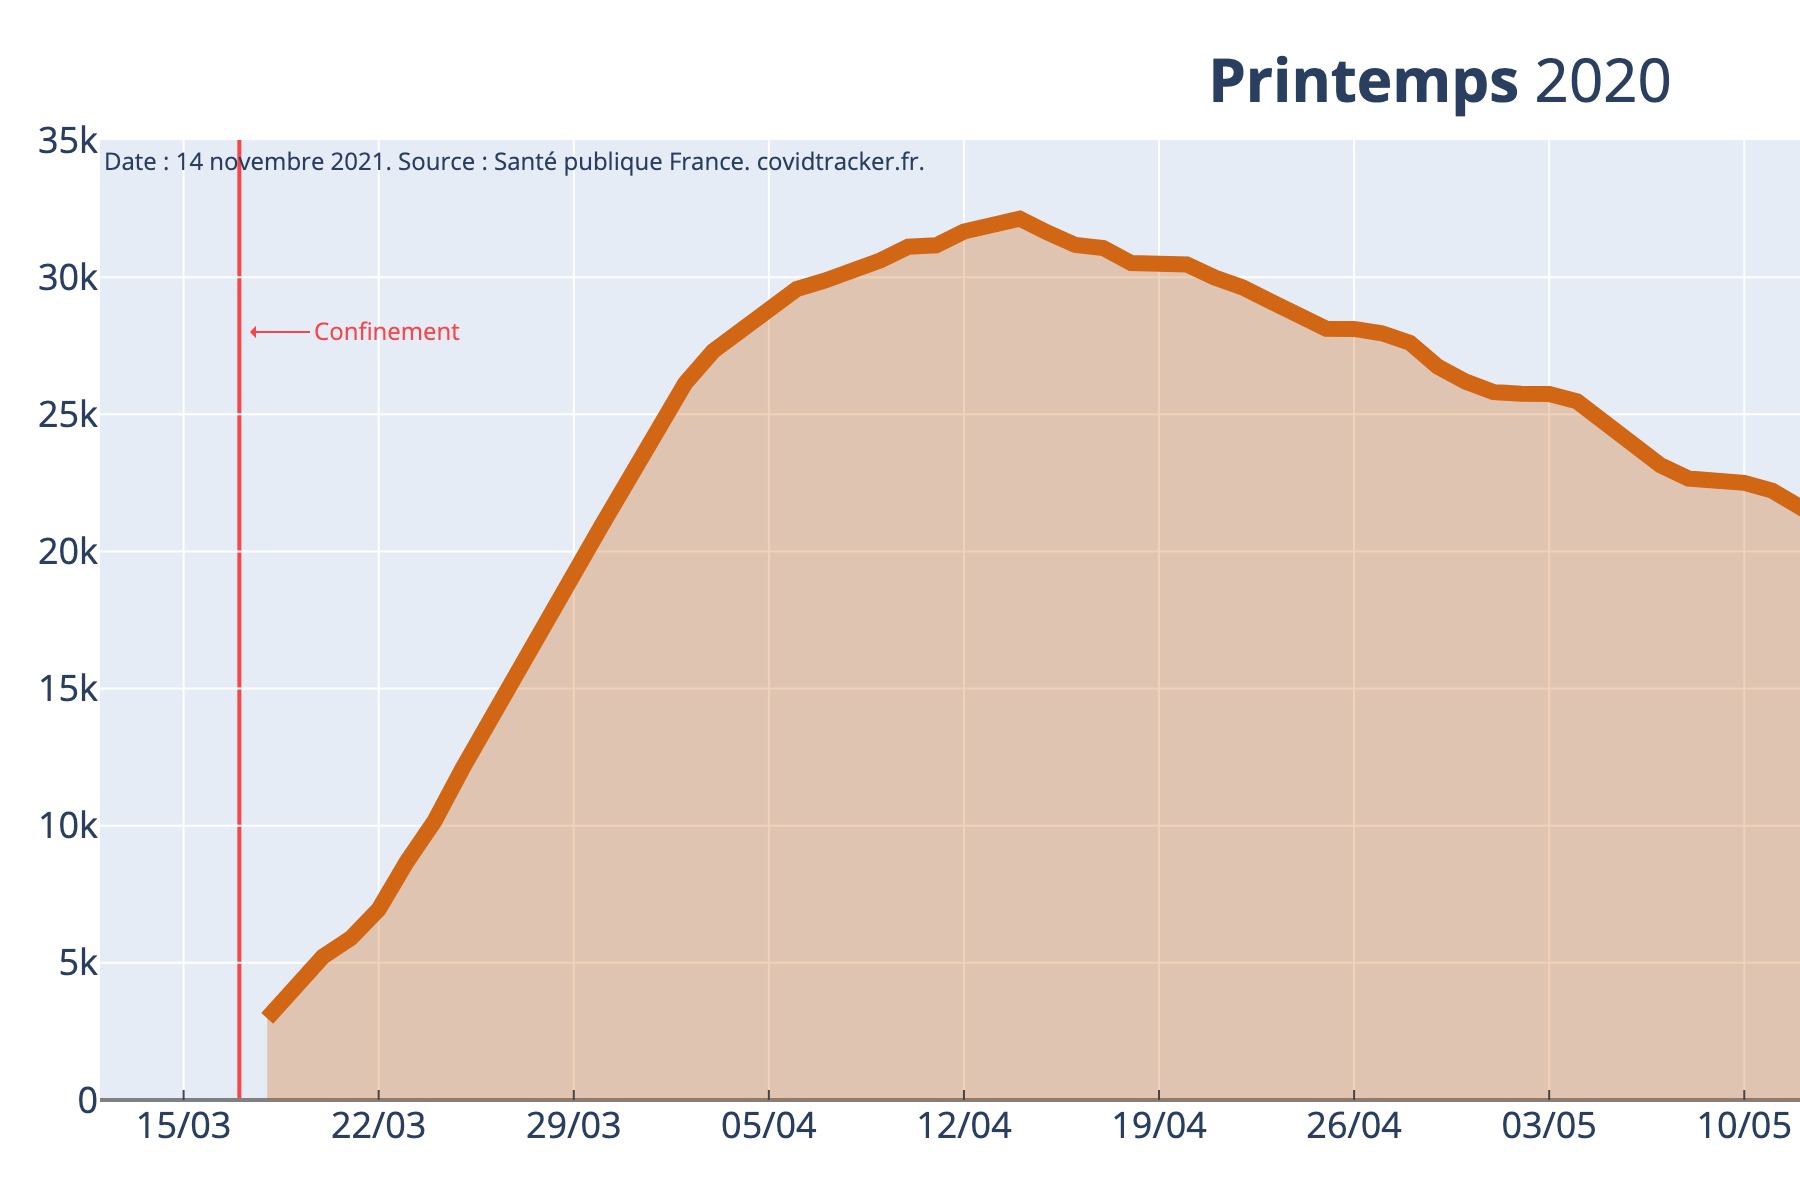 Printemps 2020
35k
Date : 14 novembre 2021. Source : Santé publique France. covidtracker.fr.
30k
Confinement
25k
20k
15k
10k
5k
0
15/03 22/03 29/03 05/04 12/04 19/04 26/04 03/05 10/05